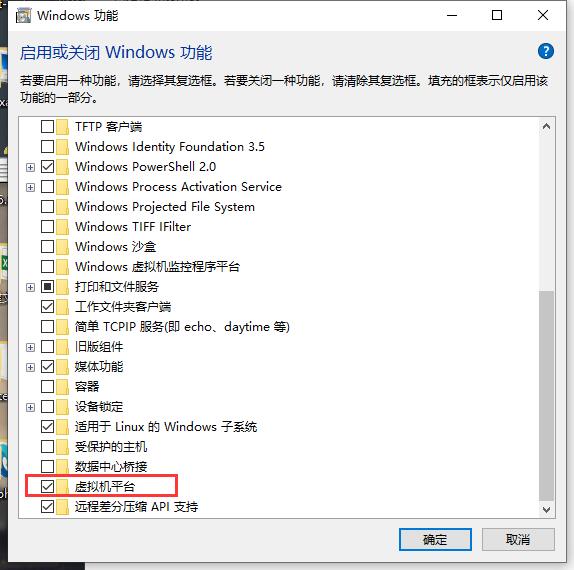 Windows 功能
启用或关闭 Windows 功能
若要启用一种功能，请选择其复选框。若要关闭一种功能，请清除其复选框。填充的框表示仅启用该
功能的一部分。
TFTP 客户端
Windows Identity Foundation 3.5
Windows PowerShell 2.0
Windows Process Activation Service
Windows Projected File System
Windows TIFF IFilter
Windows 沙盒
Windows 虚拟机监控程序平台
打印和文件服务
工作文件夹客户端
简单 TCPIP 服务(即 echo、daytime 等)
旧版组件
媒体功能
容器
设备锁定
适用于 Linux 的 Windows 子系统
受保护的主机
数据中心桥接
虚拟机平台
远程差分压缩 API 支持
确定
取消